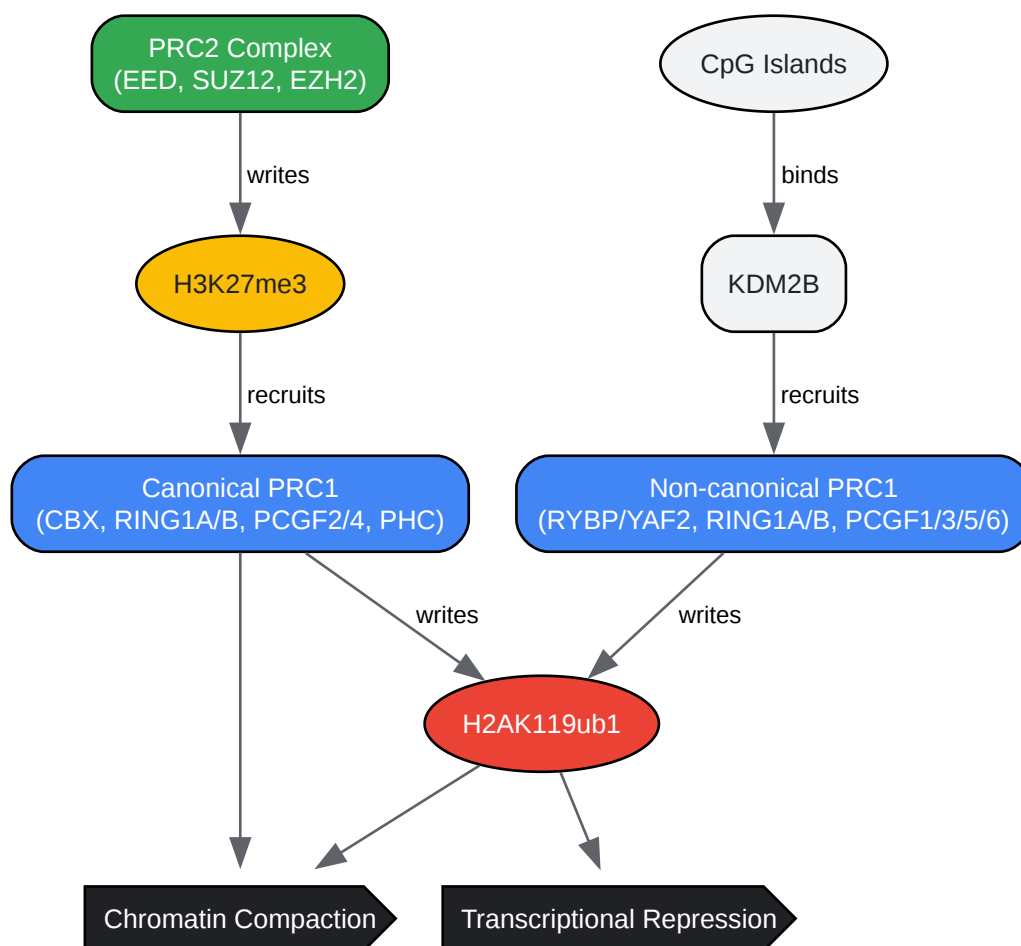 PRC2 Complex
(EED, SUZ12, EZH2)
CpG Islands
writes
binds
H3K27me3
KDM2B
recruits
recruits
Canonical PRC1
(CBX, RING1A/B, PCGF2/4, PHC)
Non-canonical PRC1
(RYBP/YAF2, RING1A/B, PCGF1/3/5/6)
writes
writes
H2AK119ub1
Chromatin Compaction
Transcriptional Repression